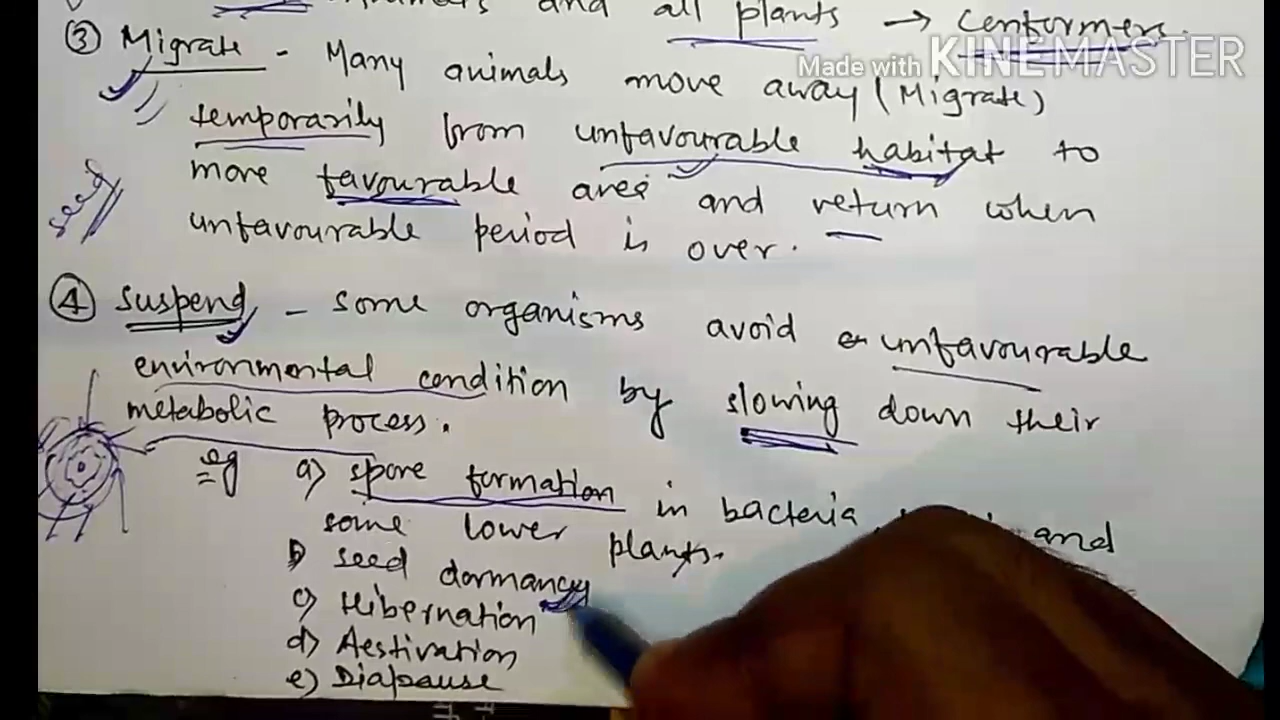 and all plants → Conformers.
Made with KINEMASTER
③ Migrate - Many animals move away (Migrate)
temporarily from unfavourable habitat to
more favourable area and return when
unfavourable period is over.
seed
④ Suspend - Some organisms avoid unfavourable
environmental condition by slowing down their
metabolic process.
eg a) spore formation in bacteria, and
some lower plants.
b) seed dormancy
c) Hibernation
d) Aestivation
e) Diapause